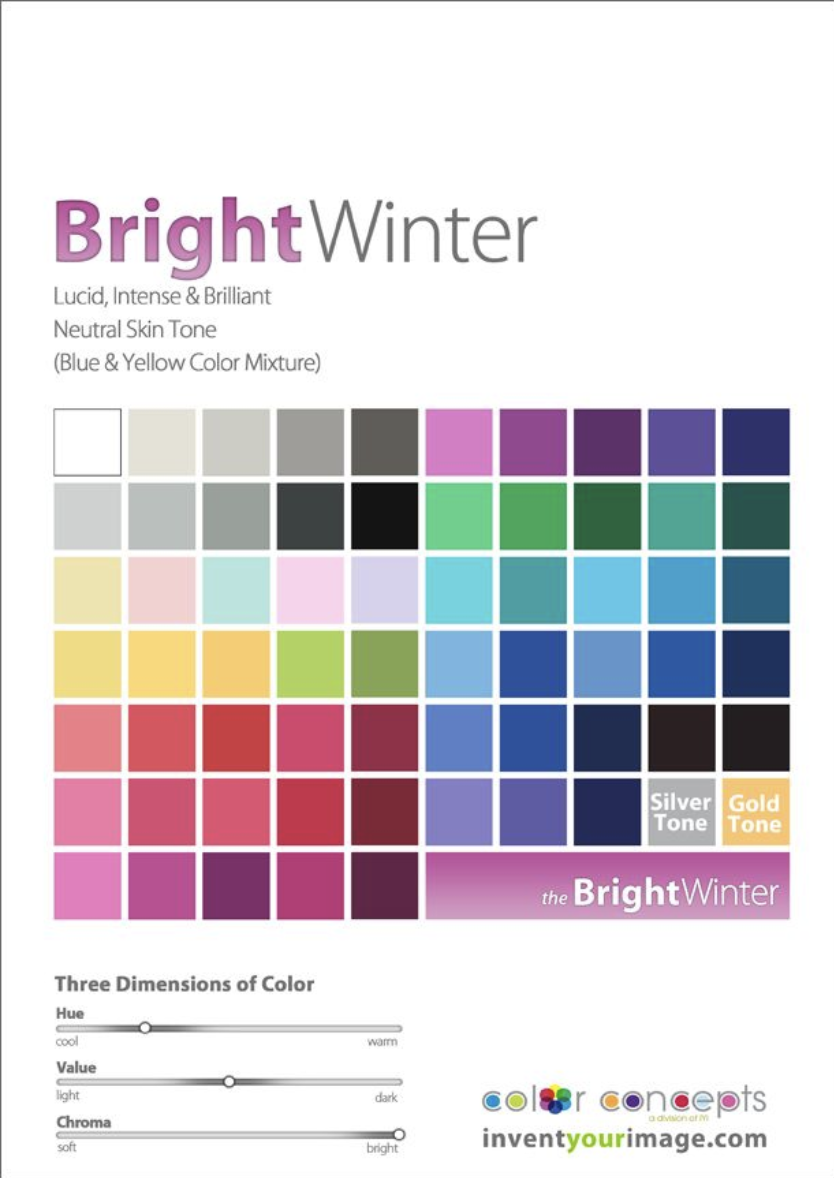 BrightWinter
Lucid, Intense & Brilliant
Neutral Skin Tone
(Blue & Yellow Color Mixture)
Silver Tone
Gold Tone
the BrightWinter
Three Dimensions of Color
Hue
cool warm
Value
light dark
Chroma
soft bright
color concepts
a division of
inventyourimage.com